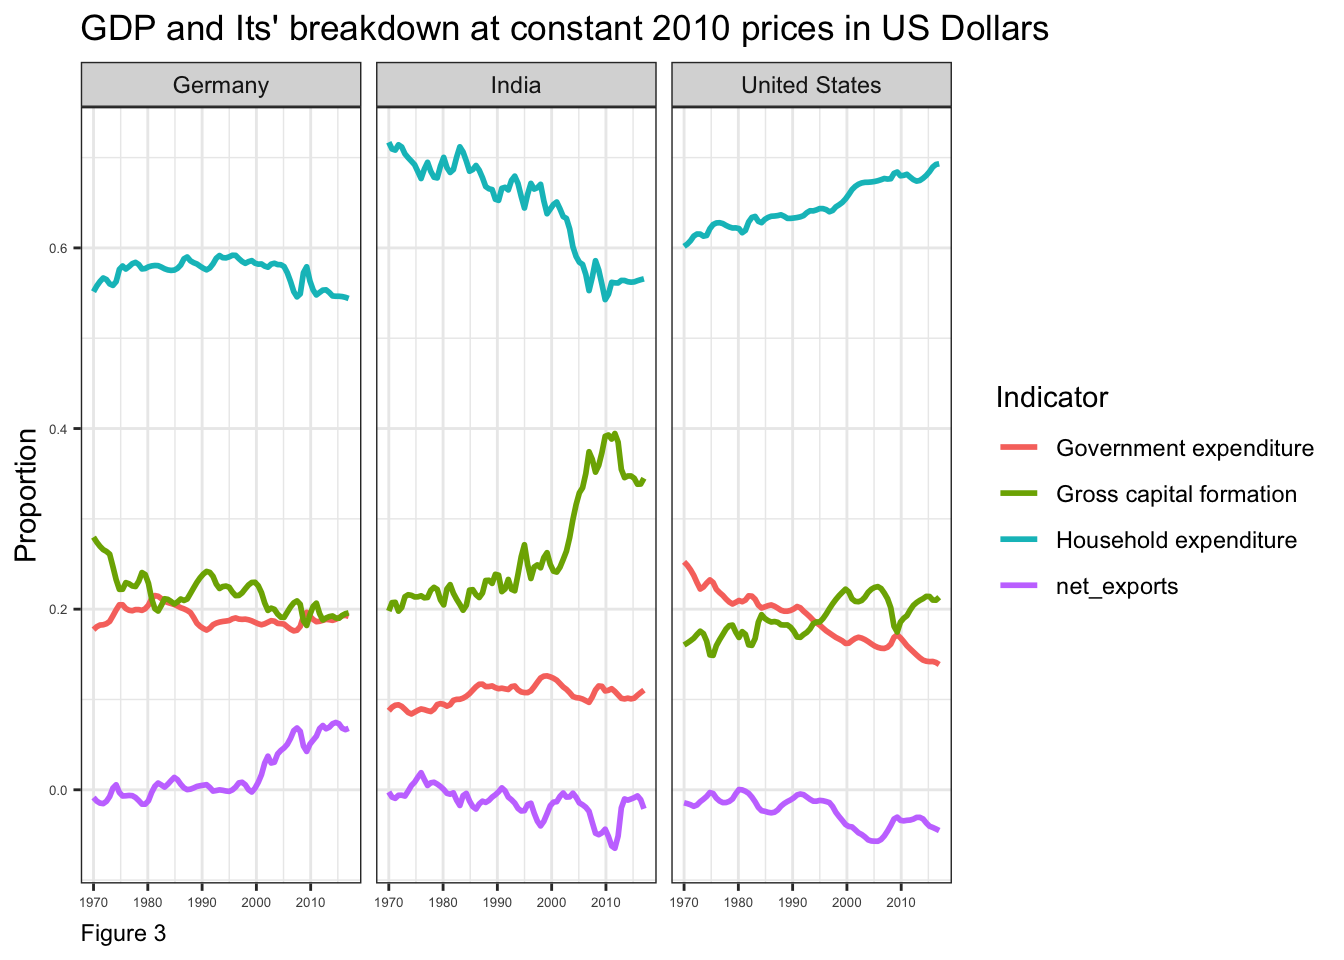 GDP and Its' breakdown at constant 2010 prices in US Dollars
Germany
India
United States
Proportion
0.6
0.4
0.2
0.0
1970 1980 1990 2000 2010
1970 1980 1990 2000 2010
1970 1980 1990 2000 2010
Indicator
Government expenditure
Gross capital formation
Household expenditure
net_exports
Figure 3